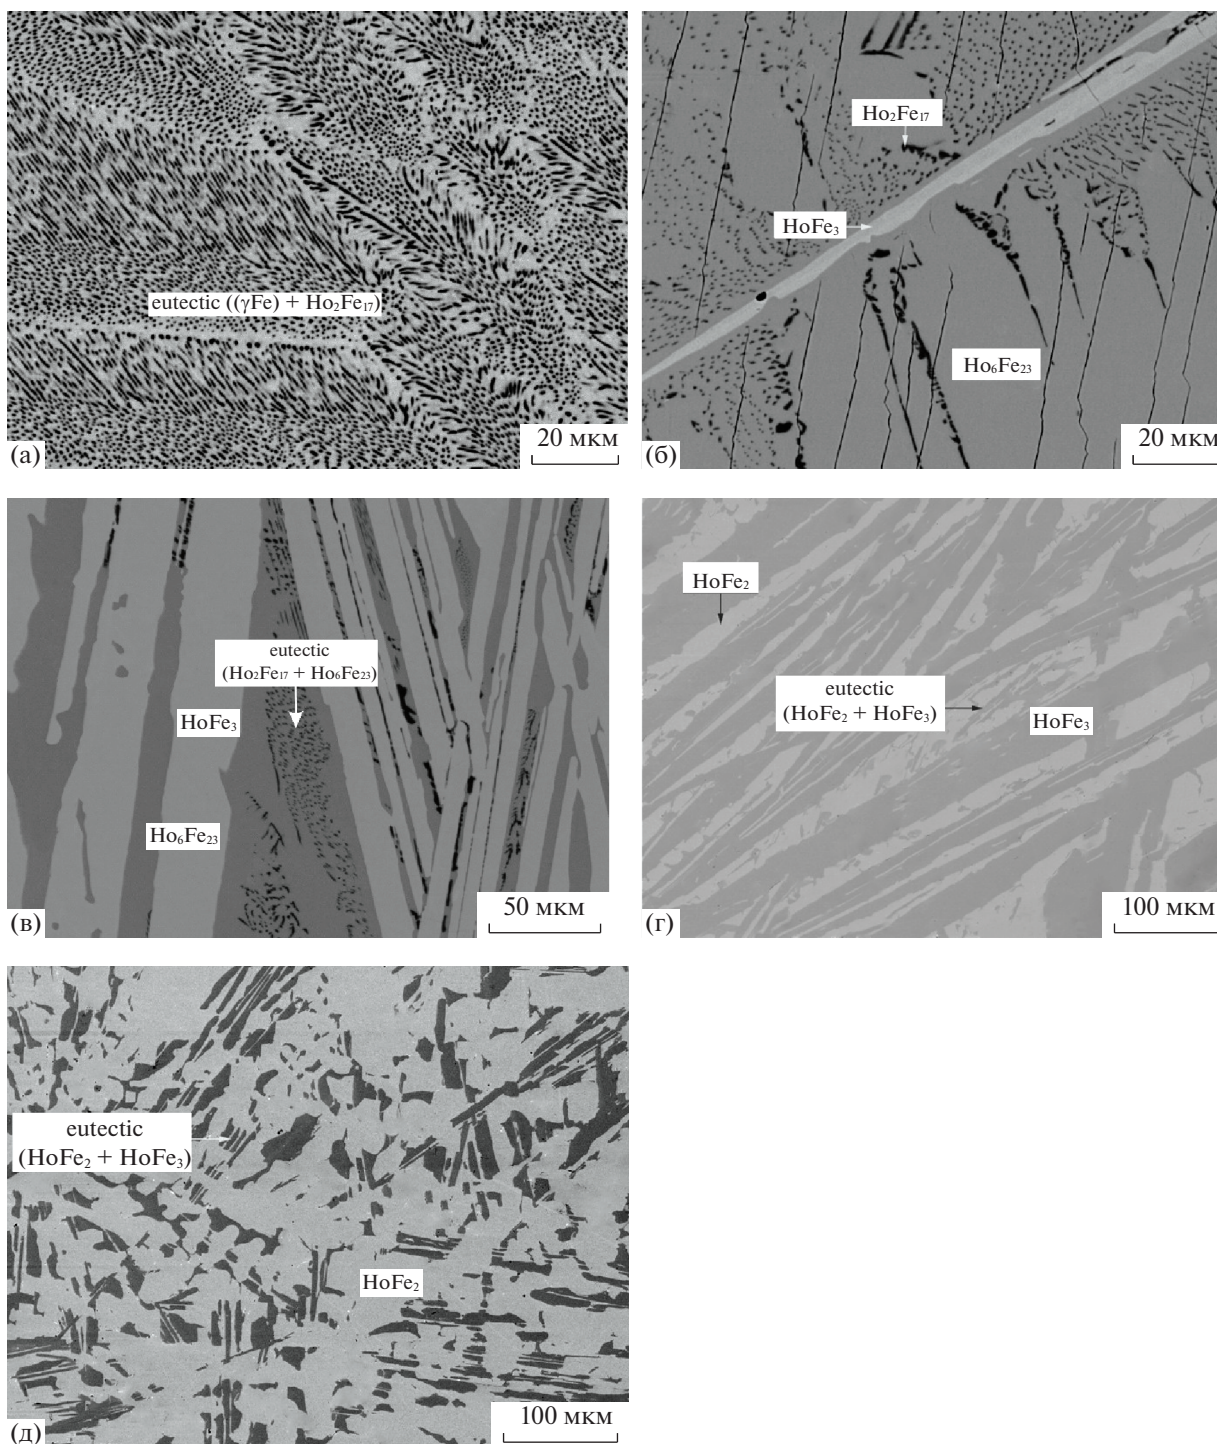 eutectic ((γFe) + Ho₂Fe₁₇)
20 мкм
(а)
Ho₂Fe₁₇
HoFe₃
Ho₆Fe₂₃
20 мкм
(б)
eutectic
(Ho₂Fe₁₇ + Ho₆Fe₂₃)
HoFe₃
Ho₆Fe₂₃
50 мкм
(в)
HoFe₂
eutectic
(HoFe₂ + HoFe₃)
HoFe₃
100 мкм
(г)
eutectic
(HoFe₂ + HoFe₃)
HoFe₂
100 мкм
(д)